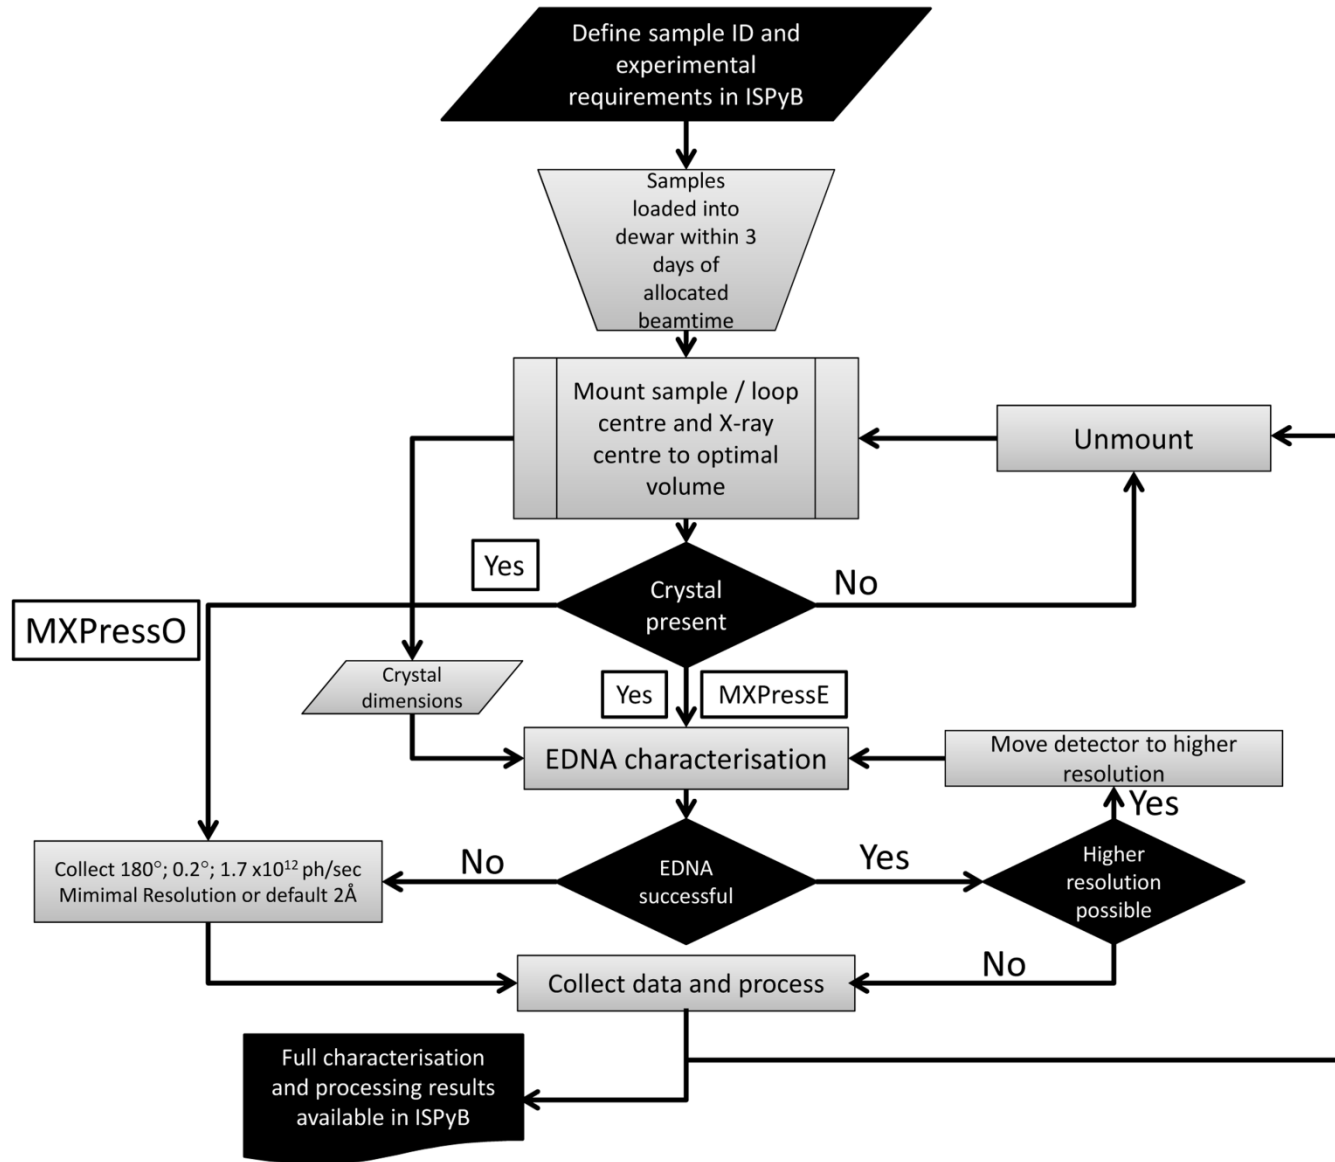 Define sample ID and
experimental
requirements in ISPyB
Samples
loaded into
dewar within 3
days of
allocated
beamtime
Mount sample / loop
centre and X-ray
centre to optimal
volume
Unmount
Yes
Crystal
present
No
MXPressO
Crystal
dimensions
Yes
MXPressE
EDNA characterisation
Move detector to higher
resolution
Yes
Collect 180°; 0.2°; 1.7 x10¹² ph/sec
Mimimal Resolution or default 2Å
No
EDNA
successful
Yes
Higher
resolution
possible
No
Collect data and process
Full characterisation
and processing results
available in ISPyB